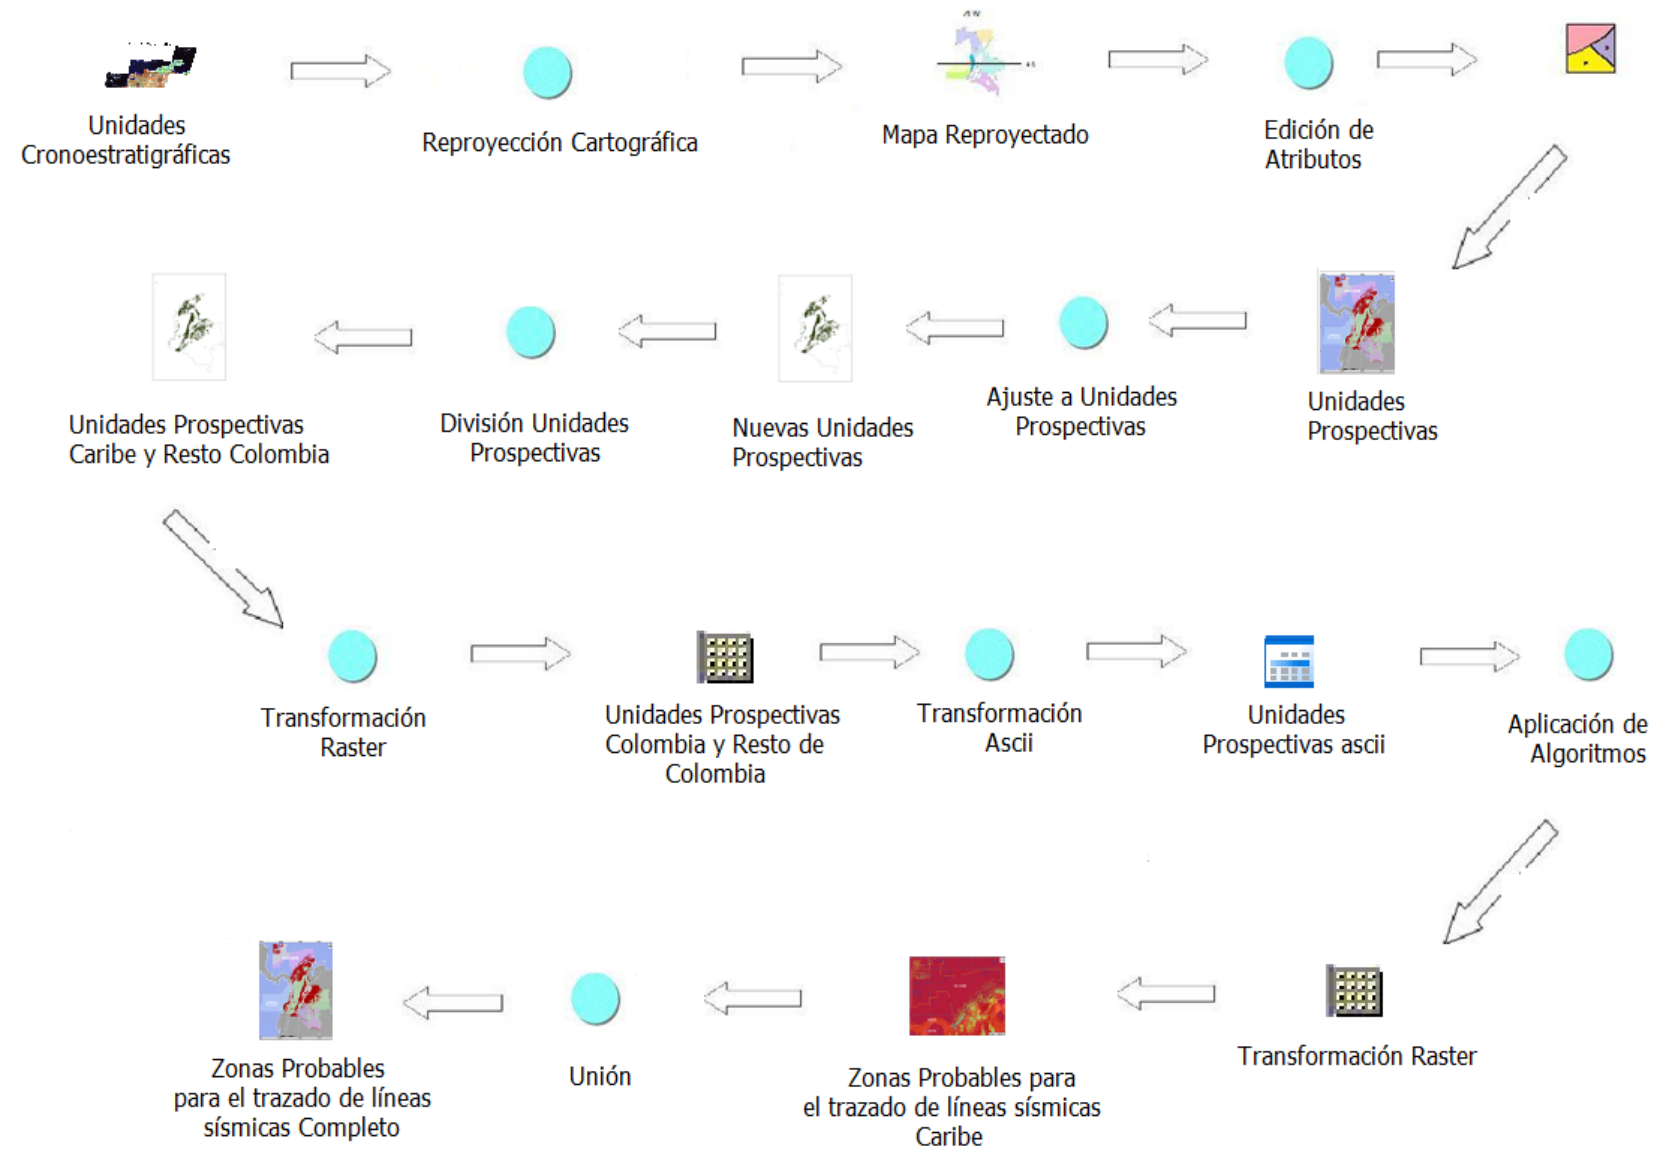 Unidades
Cronoestratigráficas
Reproyección Cartográfica
Mapa Reproyectado
Edición de
Atributos
Unidades Prospectivas
Caribe y Resto Colombia
División Unidades
Prospectivas
Nuevas Unidades
Prospectivas
Ajuste a Unidades
Prospectivas
Unidades
Prospectivas
Transformación
Raster
Unidades Prospectivas
Colombia y Resto de
Colombia
Transformación
Ascii
Unidades
Prospectivas ascii
Aplicación de
Algoritmos
Zonas Probables
para el trazado de líneas
sísmicas Completo
Unión
Zonas Probables para
el trazado de líneas sísmicas
Caribe
Transformación Raster